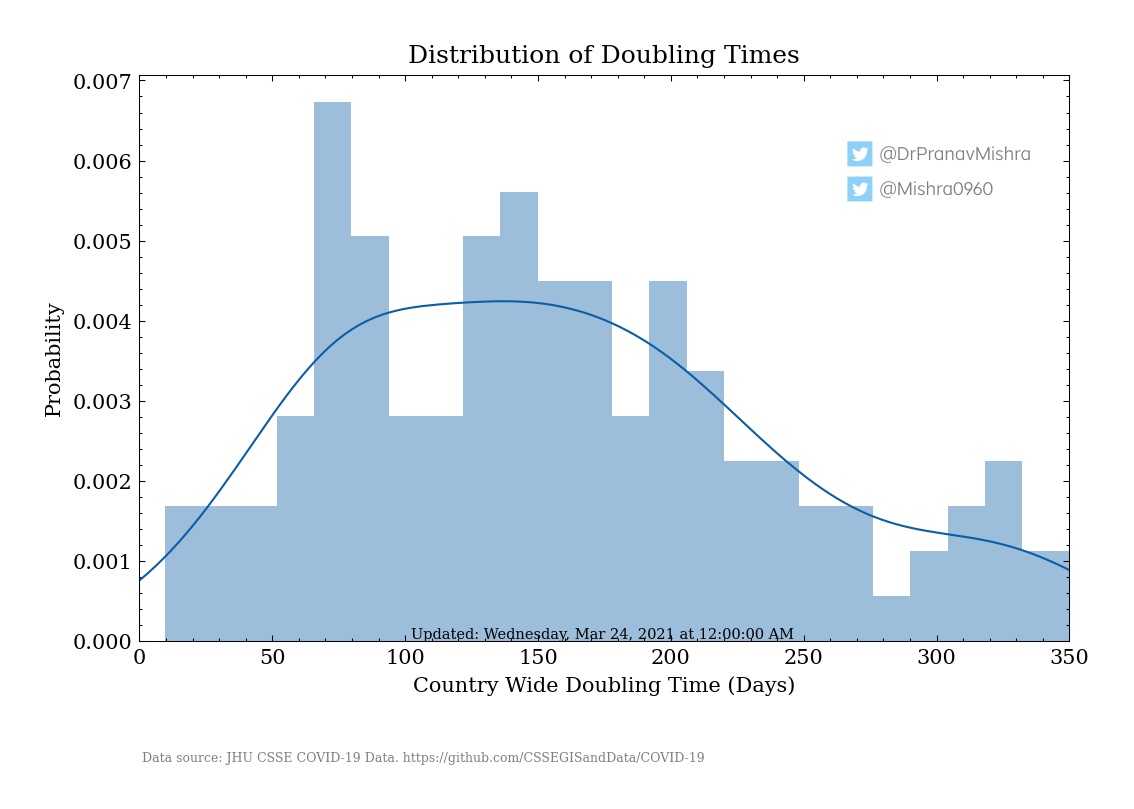 Distribution of Doubling Times
0.007
0.006
0.005
0.004
0.003
0.002
0.001
0.000
Probability
@DrPranavMishra
@Mishra0960
Updated: Wednesday, Mar 24, 2021 at 12:00:00 AM
0 50 100 150 200 250 300 350
Country Wide Doubling Time (Days)
Data source: JHU CSSE COVID-19 Data. https://github.com/CSSEGISandData/COVID-19